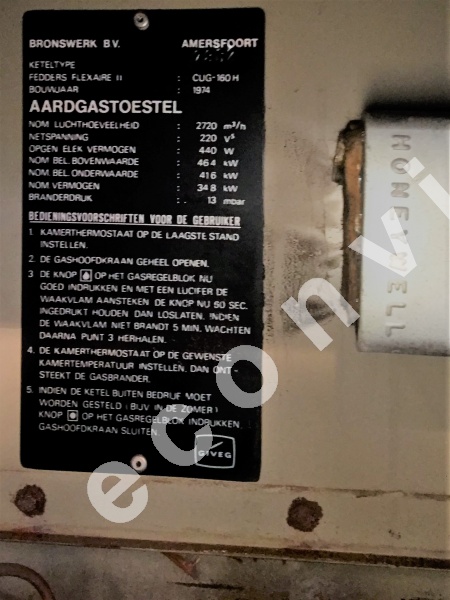 BRONSWERK B.V. AMERSFOORT
KETELTYPE
FEDDERS FLEXAIRE II : CUG-160 H
BOUWJAAR : 1974
AARDGASTOESTEL
NOM LUCHTHOEVEELHEID : 2720 m³/h
NETSPANNING : 220 V
OPGEN ELEK VERMOGEN : 440 W
NOM BEL. BOVENWAARDE : 46.4 kW
NOM BEL. ONDERWAARDE : 41.6 kW
NOM VERMOGEN : 34.8 kW
BRANDERDRUK : 13 mbar
BEDIENINGSVOORSCHRIFTEN VOOR DE GEBRUIKER
1. KAMERTHERMOSTAAT OP DE LAAGSTE STAND
INSTELLEN.
2. DE GASHOOFDKRAAN GEHEEL OPENEN.
3. DE KNOP OP HET GASREGELBLOK NU
GOED INDRUKKEN EN MET EEN LUCIFER DE
WAAKVLAM AANSTEKEN. DE KNOP NU 60 SEC.
INGEDRUKT HOUDEN DAN LOSLATEN. INDIEN
DE WAAKVLAM NIET BRANDT 5 MIN. WACHTEN
DAARNA PUNT 3 HERHALEN.
4. DE KAMERTHERMOSTAAT OP DE GEWENSTE
KAMERTEMPERATUUR INSTELLEN. DAN ONT-
STEEKT DE GASBRANDER.
5. INDIEN DE KETEL BUITEN BEDRIJF MOET
WORDEN GESTELD (BIJV. IN DE ZOMER)
KNOP OP HET GASREGELBLOK INDRUKKEN.
GASHOOFDKRAAN SLUITEN.
GIVEG
HONEYWELL
econvi